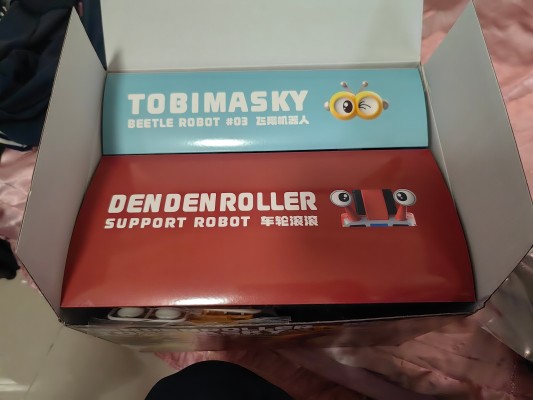 TOBIMASKY
BEETLE ROBOT #03 飞翔机器人
DENDENROLLER
SUPPORT ROBOT 车轮滚滚